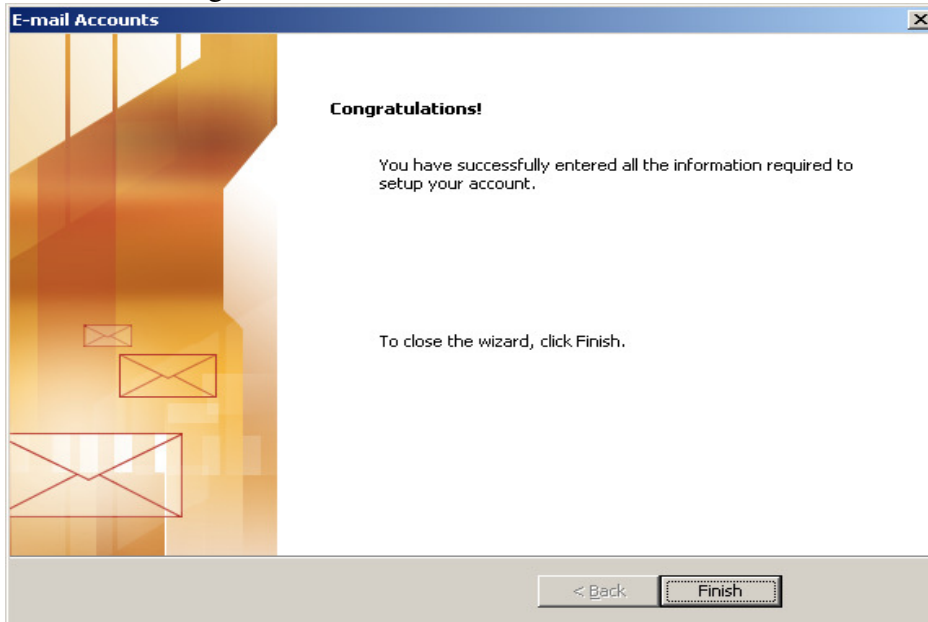 E-mail Accounts
Congratulations!
You have successfully entered all the information required to
setup your account.
To close the wizard, click Finish.
< Back
Finish